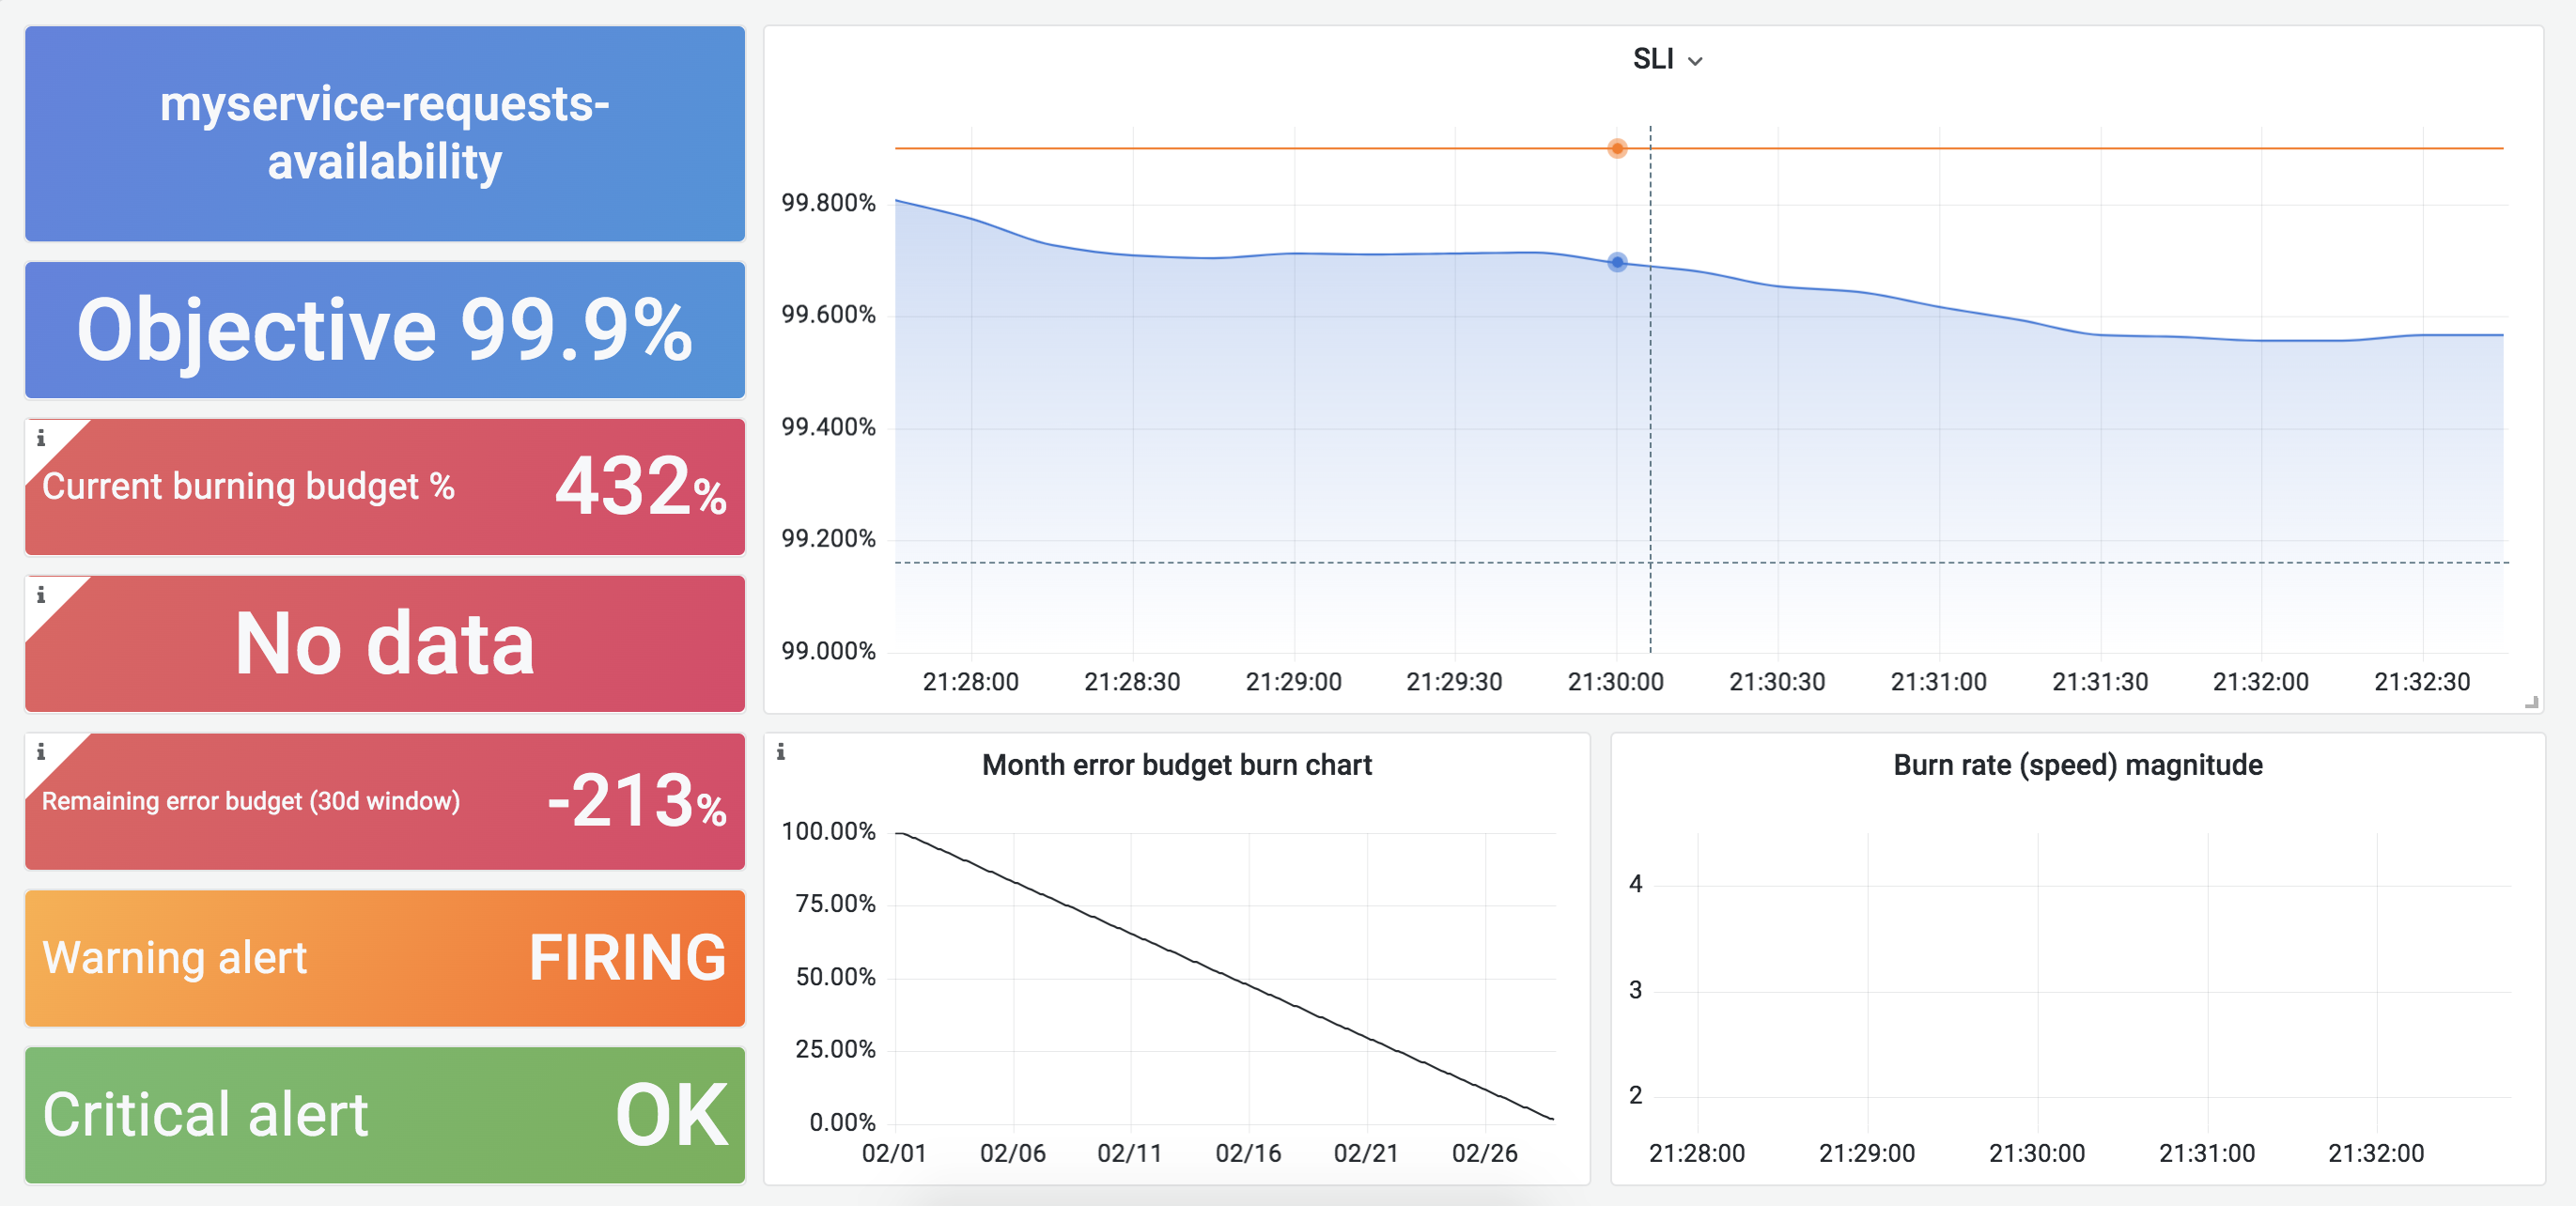 myservice-requests-
availability
Objective 99.9%
i
Current burning budget %
432%
i
No data
i
Remaining error budget (30d window)
-213%
Warning alert
FIRING
Critical alert
OK
SLI
99.800%
99.600%
99.400%
99.200%
99.000%
21:28:00 21:28:30 21:29:00 21:29:30 21:30:00 21:30:30 21:31:00 21:31:30 21:32:00 21:32:30
i
Month error budget burn chart
100.00%
75.00%
50.00%
25.00%
0.00%
02/01 02/06 02/11 02/16 02/21 02/26
Burn rate (speed) magnitude
4
3
2
21:28:00 21:29:00 21:30:00 21:31:00 21:32:00